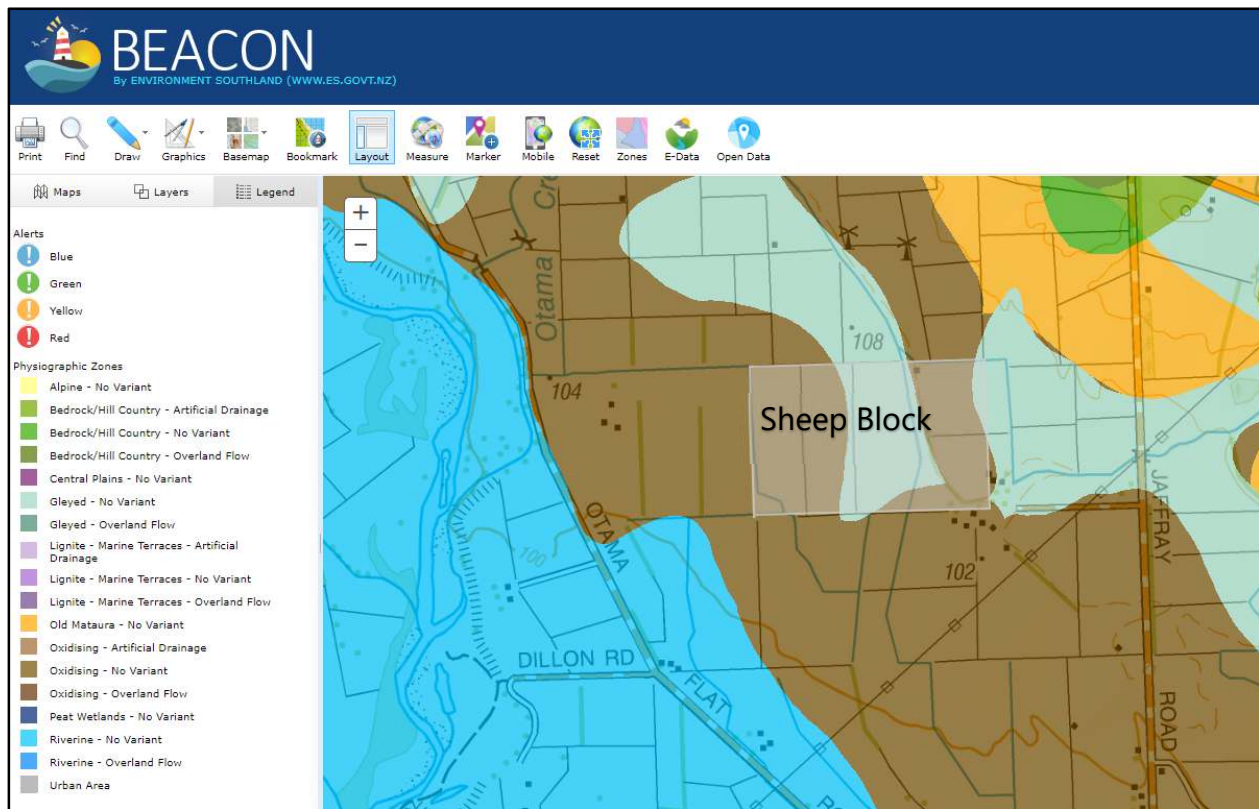 BEACON
By ENVIRONMENT SOUTHLAND (WWW.ES.GOVT.NZ)
Print
Find
Draw
Graphics
Basemap
Bookmark
Layout
Measure
Marker
Mobile
Reset
Zones
E-Data
Open Data
Maps
Layers
Legend
Alerts
Blue
Green
Yellow
Red
Physiographic Zones
Alpine - No Variant
Bedrock/Hill Country - Artificial Drainage
Bedrock/Hill Country - No Variant
Bedrock/Hill Country - Overland Flow
Central Plains - No Variant
Gleyed - No Variant
Gleyed - Overland Flow
Lignite - Marine Terraces - Artificial
Drainage
Lignite - Marine Terraces - No Variant
Lignite - Marine Terraces - Overland Flow
Old Mataura - No Variant
Oxidising - Artificial Drainage
Oxidising - No Variant
Oxidising - Overland Flow
Peat Wetlands - No Variant
Riverine - No Variant
Riverine - Overland Flow
Urban Area
+
−
Otama Cre
108
104
Sheep Block
OTAMA
100
JAFFRAY
102
DILLON RD
FLAT
ROAD
RO